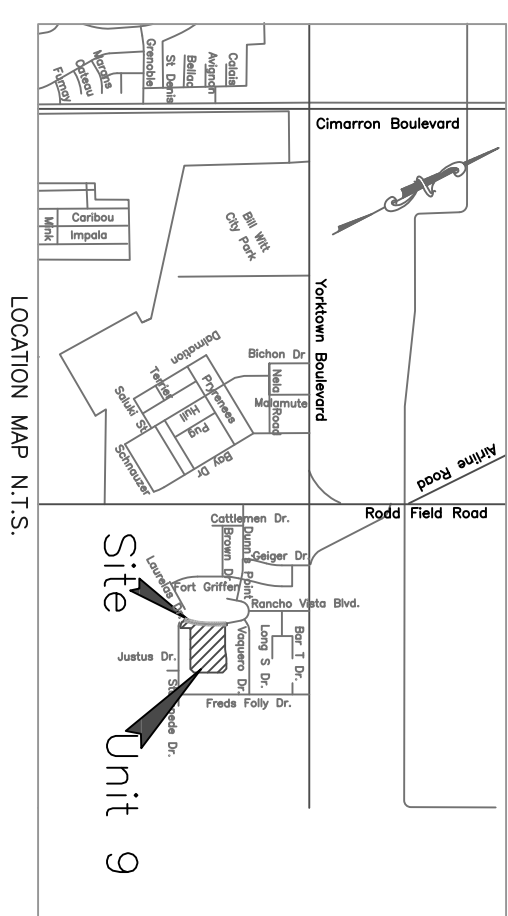 Grenoble
St Denis
Bellac
Avignon
Calais
Marans
Cateau
Fumay
Cimarron Boulevard
Caribou
Impala
Mink
Bill Witt
City Park
Yorktown Boulevard
LOCATION MAP N.T.S.
Dalmation
Bichon Dr
Terrier
Pyrenees
Nela Road
Malamute
Saluki St
Hull
Pug
Bay Dr
Schnauzer
Airline Road
Rodd Field Road
Cattlemen Dr.
Brown D
Dunn's Point
Geiger Dr.
Laurelas Dr.
Fort Griffen
Site
Rancho Vista Blvd.
Justus Dr.
Vaquero Dr.
Long S Dr.
Bar T Dr.
Freds Folly Dr.
Unit 9